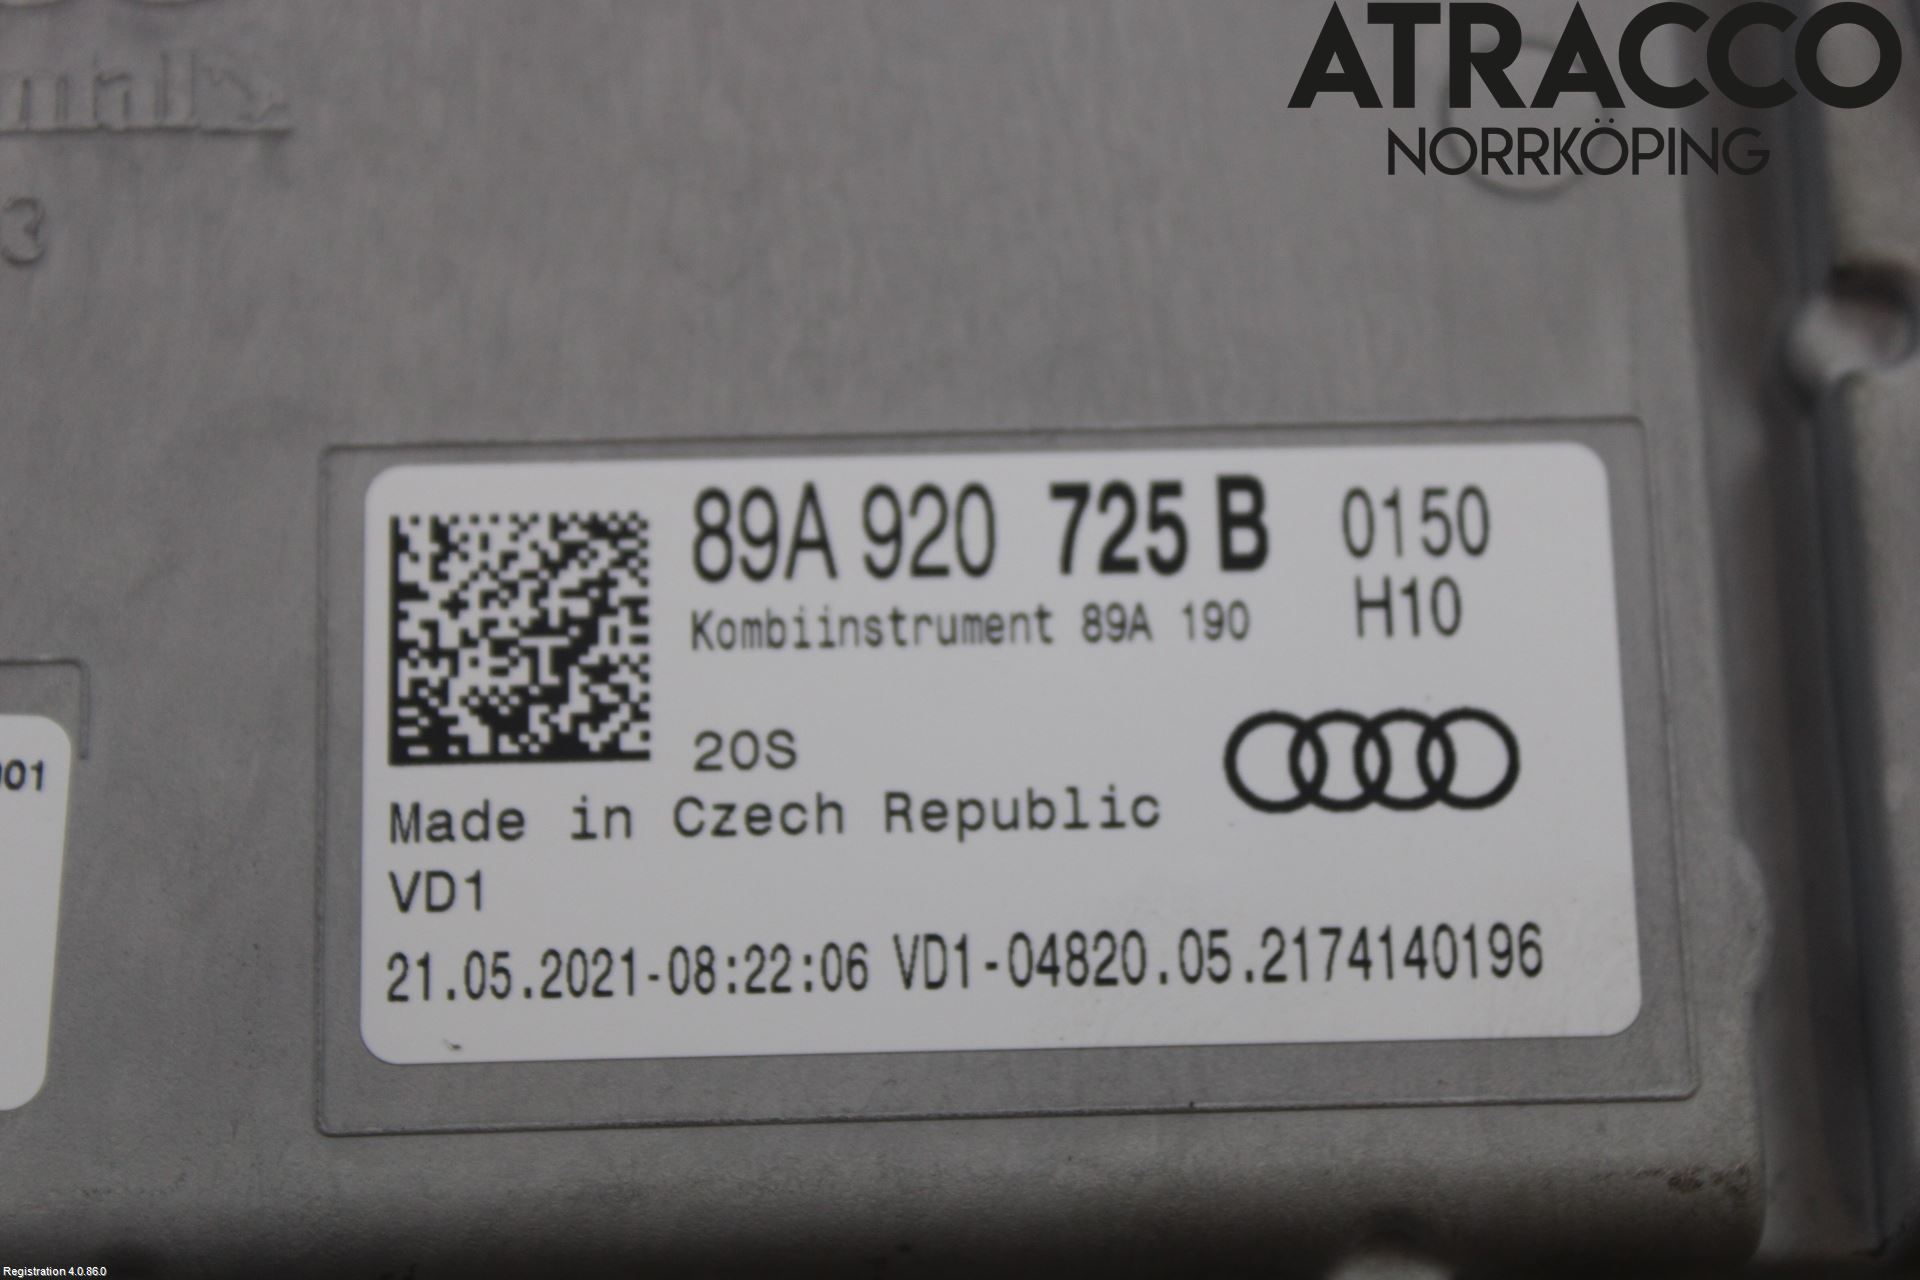 ATRACCO
NORRKÖPING
3
89A 920 725 B 0150
Kombiinstrument 89A 190 H10
20S
Made in Czech Republic
VD1
21.05.2021-08:22:06 VD1-04820.05.2174140196
Registration 4.0.86.0